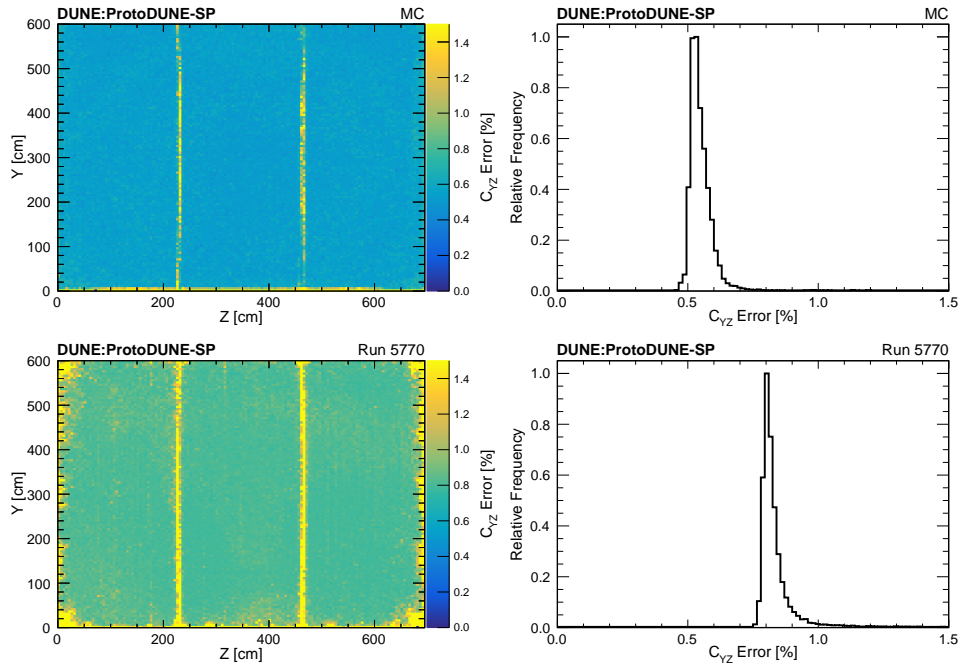 DUNE:ProtoDUNE-SP MC
600
500
400
300
200
100
0
Y [cm]
0 200 400 600
Z [cm]
1.4
1.2
1.0
0.8
0.6
0.4
0.2
0.0
C_YZ Error [%]
DUNE:ProtoDUNE-SP MC
1.0
0.8
0.6
0.4
0.2
0.0
Relative Frequency
0.0 0.5 1.0 1.5
C_YZ Error [%]
DUNE:ProtoDUNE-SP Run 5770
600
500
400
300
200
100
0
Y [cm]
0 200 400 600
Z [cm]
1.4
1.2
1.0
0.8
0.6
0.4
0.2
0.0
C_YZ Error [%]
DUNE:ProtoDUNE-SP Run 5770
1.0
0.8
0.6
0.4
0.2
0.0
Relative Frequency
0.0 0.5 1.0 1.5
C_YZ Error [%]